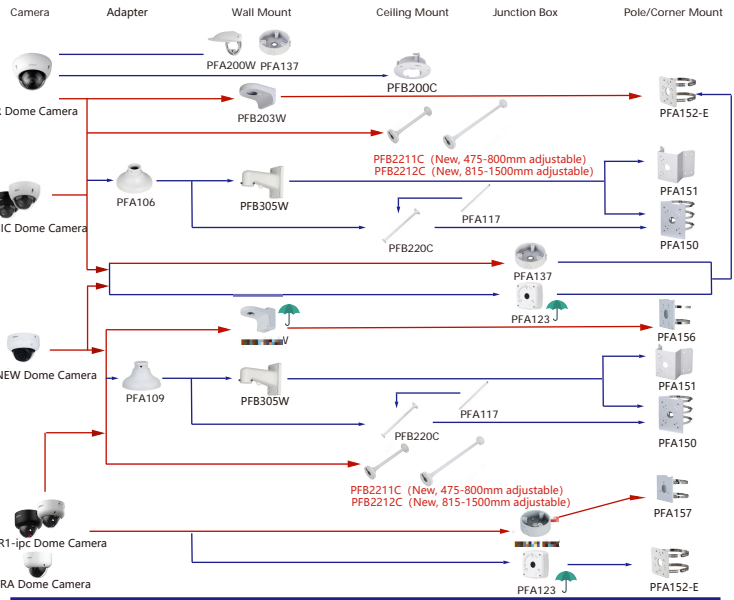 Camera Adapter Wall Mount Ceiling Mount Junction Box Pole/Corner Mount
PFA200W PFA137
PFB200C
Dome Camera
PFB203W
PFA152-E
PFB2211C (New, 475-800mm adjustable)
PFB2212C (New, 815-1500mm adjustable)
PFA106
PFB305W
PFA117
PFA151
IC Dome Camera
PFB220C
PFA150
PFA137
PFA123
PFA156
W
NEW Dome Camera
PFA109
PFB305W
PFA117
PFA151
PFB220C
PFA150
PFB2211C (New, 475-800mm adjustable)
PFB2212C (New, 815-1500mm adjustable)
PFA157
R1-ipc Dome Camera
RA Dome Camera
PFA123
PFA152-E